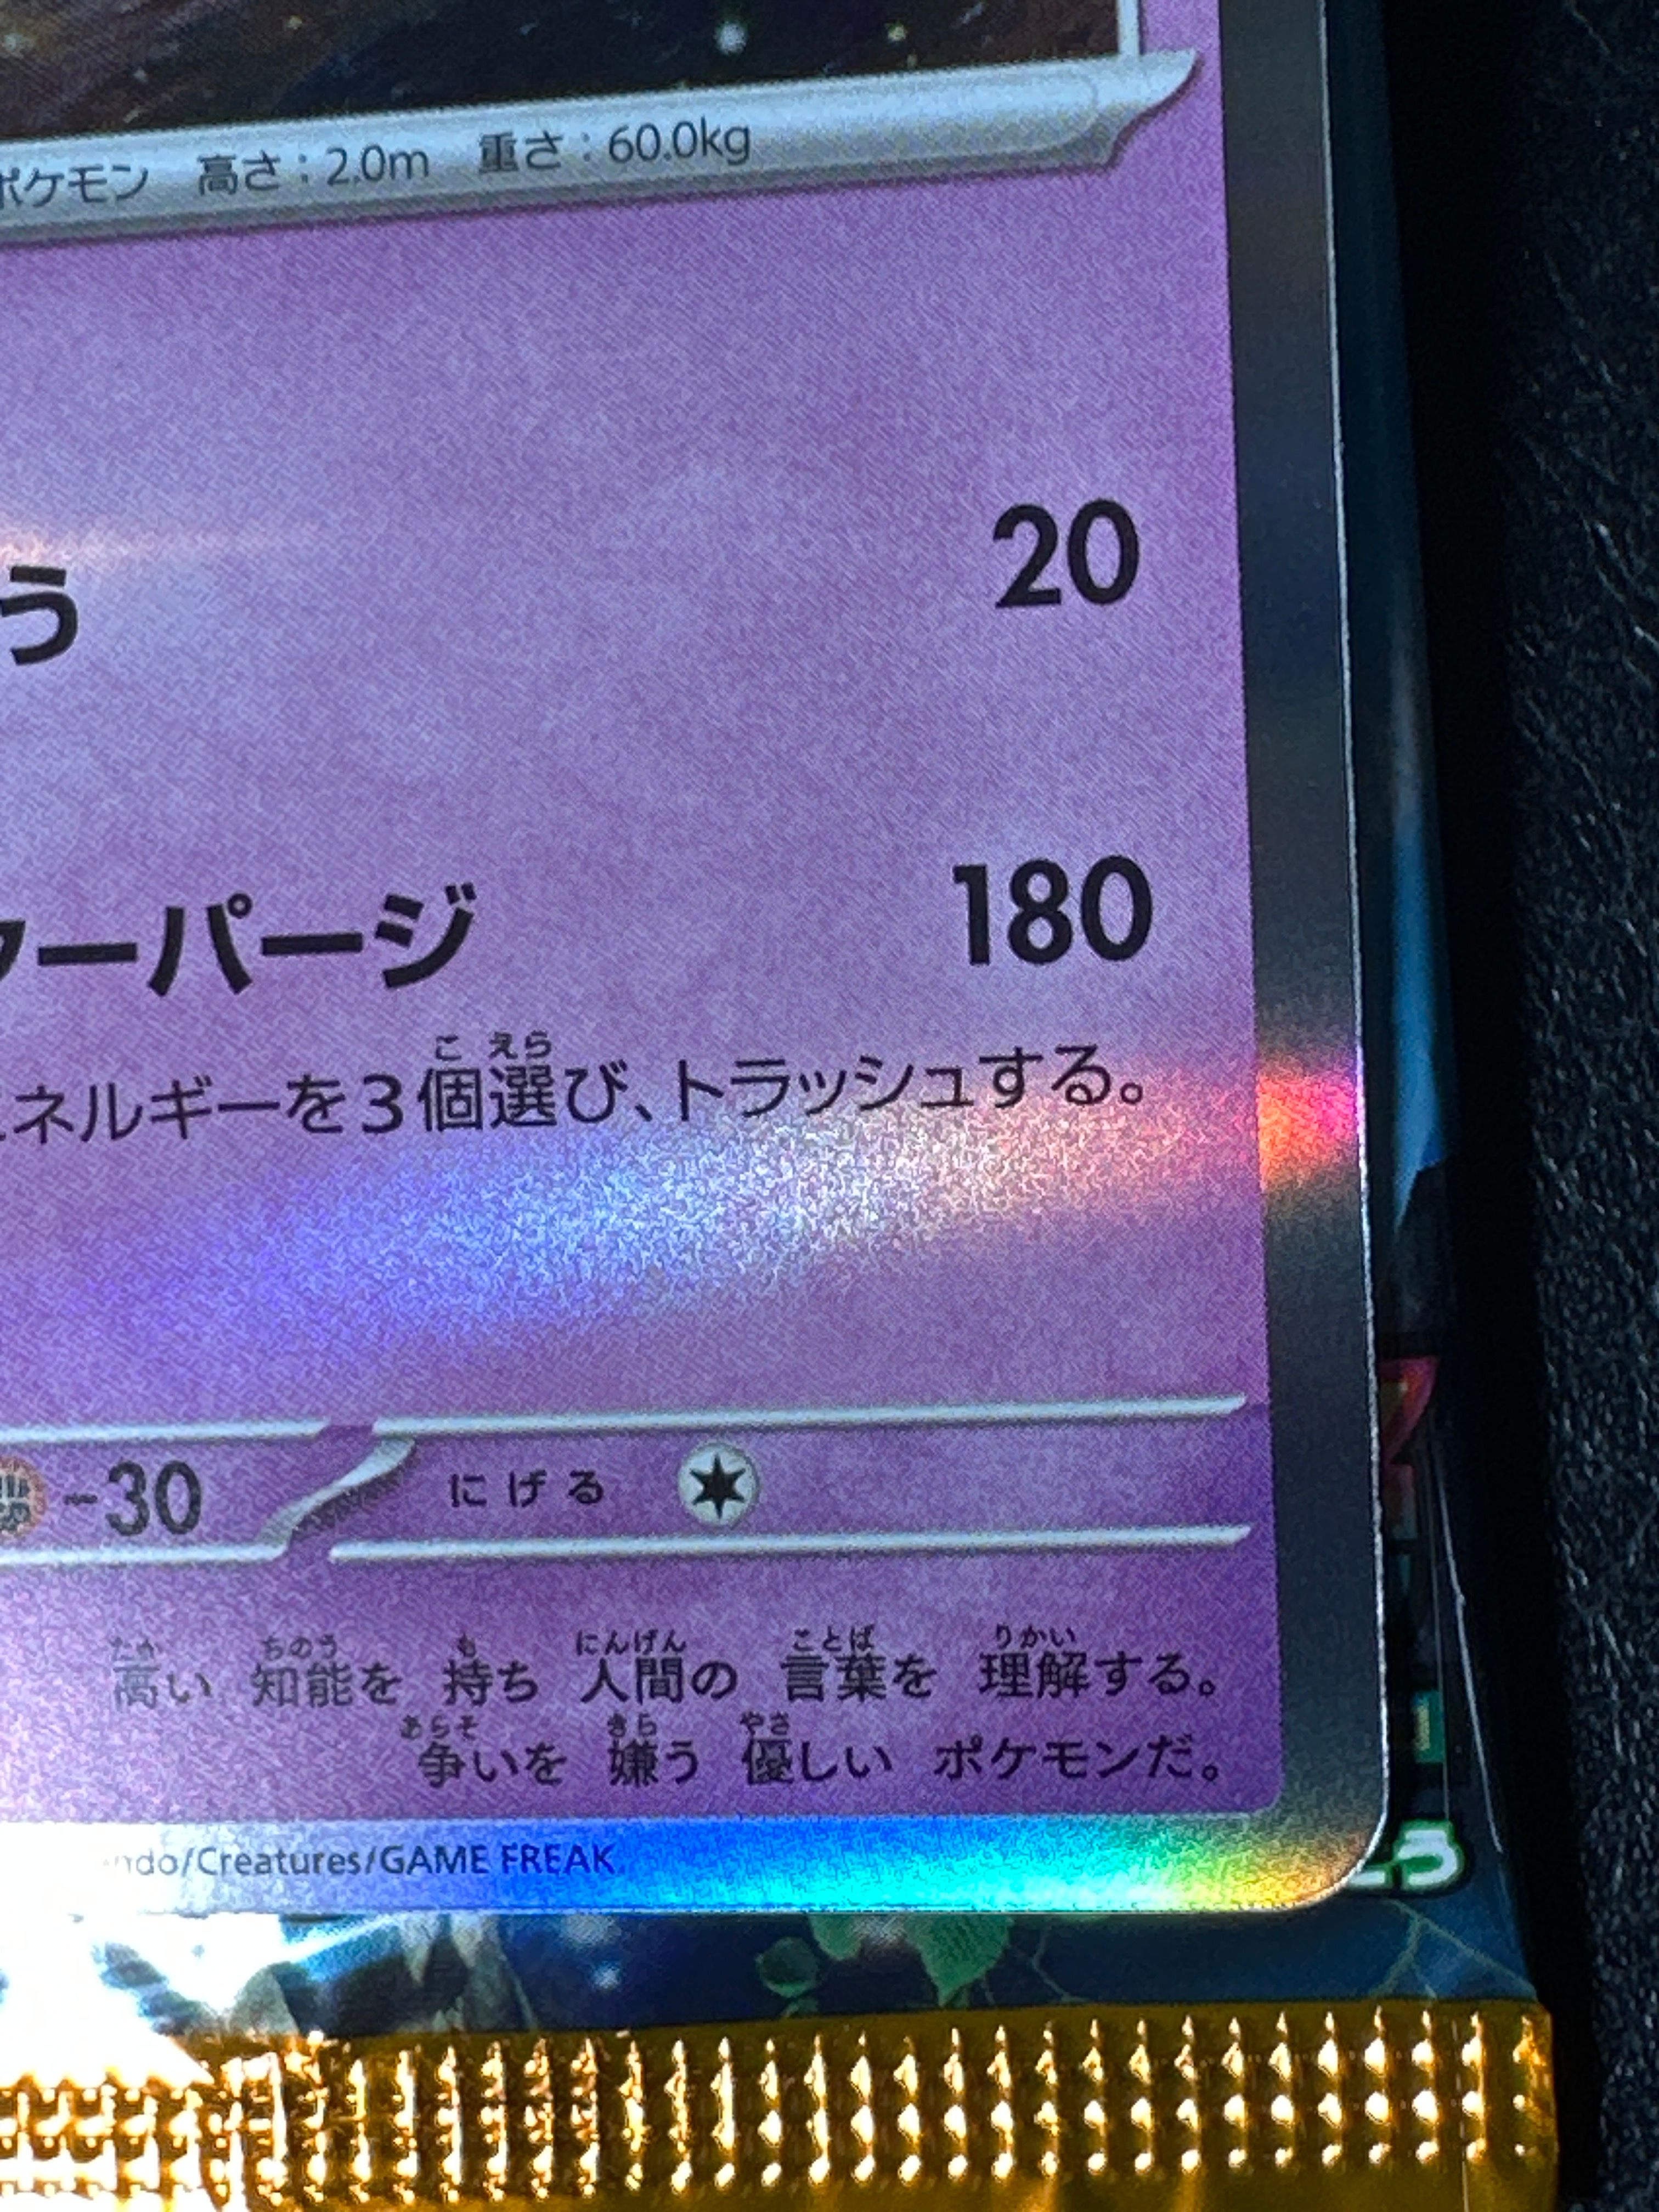 ポケモン 高さ：2.0m 重さ：60.0kg
う 20
ーパージ 180
こ えら
ネルギーを3個選び、トラッシュする。
-30 にげる
たか ちのう も にんげん ことば りかい
高い 知能を 持ち 人間の 言葉を 理解する。
あらそ きら やさ
争いを 嫌う 優しい ポケモンだ。
ndo/Creatures/GAME FREAK.